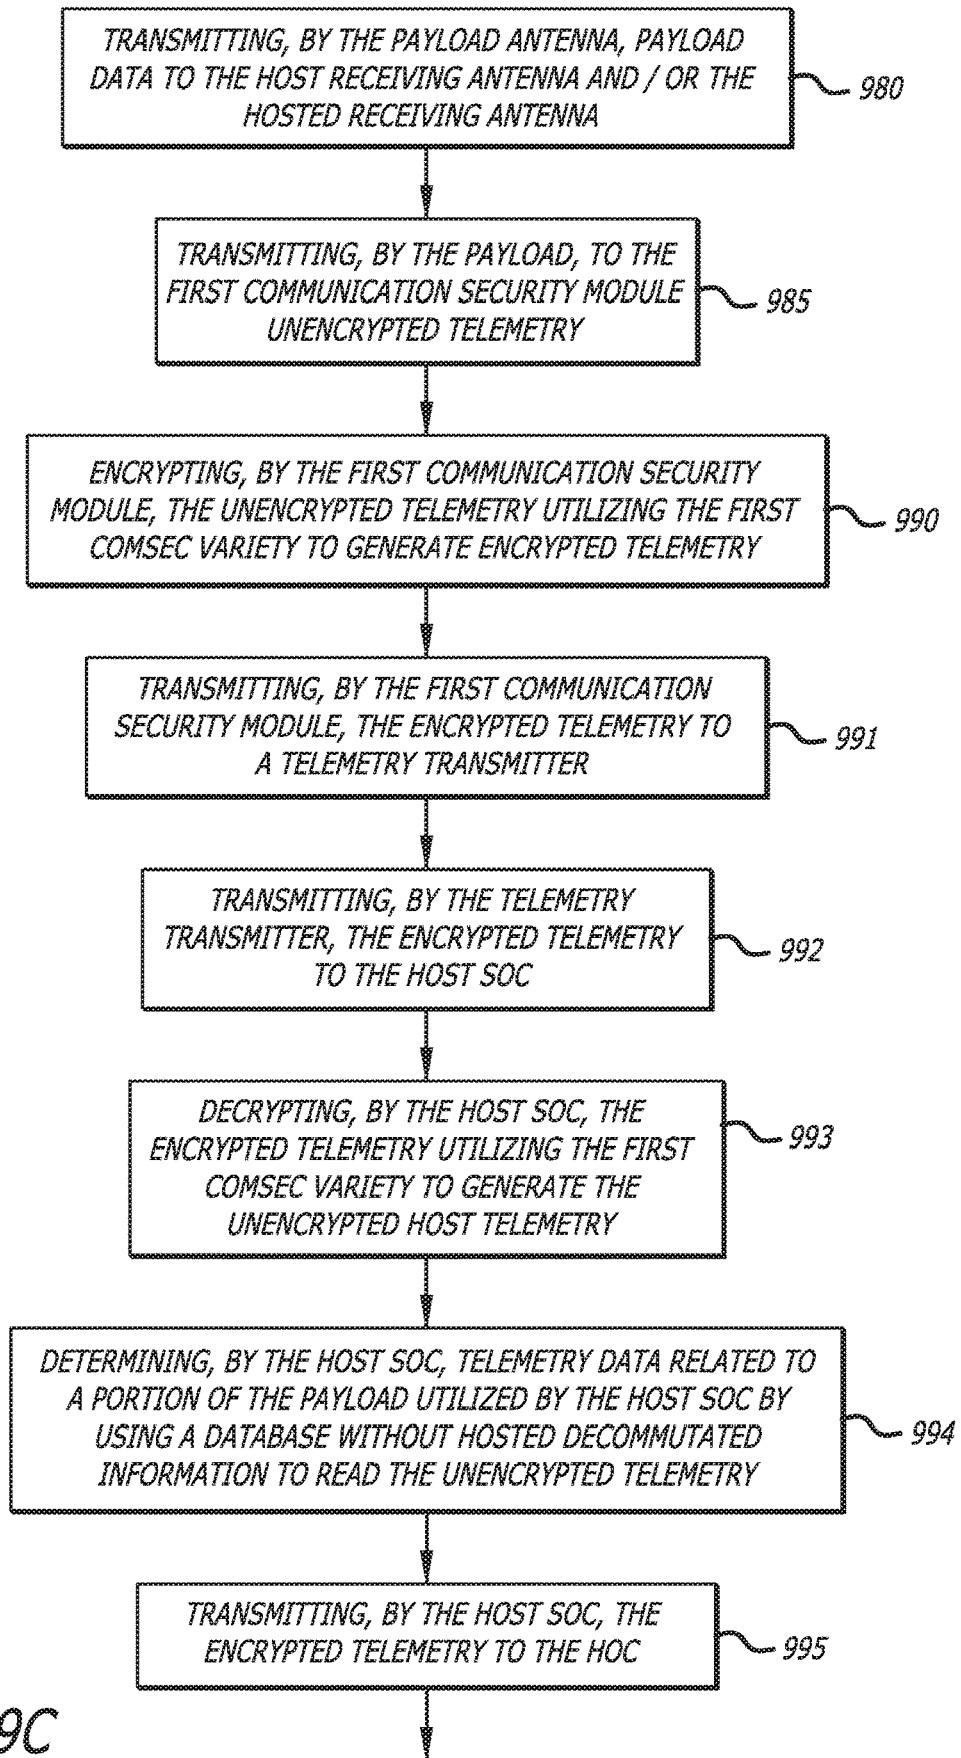 TRANSMITTING, BY THE PAYLOAD ANTENNA, PAYLOAD
DATA TO THE HOST RECEIVING ANTENNA AND / OR THE
HOSTED RECEIVING ANTENNA
980
TRANSMITTING, BY THE PAYLOAD, TO THE
FIRST COMMUNICATION SECURITY MODULE
UNENCRYPTED TELEMETRY
985
ENCRYPTING, BY THE FIRST COMMUNICATION SECURITY
MODULE, THE UNENCRYPTED TELEMETRY UTILIZING THE FIRST
COMSEC VARIETY TO GENERATE ENCRYPTED TELEMETRY
990
TRANSMITTING, BY THE FIRST COMMUNICATION
SECURITY MODULE, THE ENCRYPTED TELEMETRY TO
A TELEMETRY TRANSMITTER
991
TRANSMITTING, BY THE TELEMETRY
TRANSMITTER, THE ENCRYPTED TELEMETRY
TO THE HOST SOC
992
DECRYPTING, BY THE HOST SOC, THE
ENCRYPTED TELEMETRY UTILIZING THE FIRST
COMSEC VARIETY TO GENERATE THE
UNENCRYPTED HOST TELEMETRY
993
DETERMINING, BY THE HOST SOC, TELEMETRY DATA RELATED TO
A PORTION OF THE PAYLOAD UTILIZED BY THE HOST SOC BY
USING A DATABASE WITHOUT HOSTED DECOMMUTATED
INFORMATION TO READ THE UNENCRYPTED TELEMETRY
994
TRANSMITTING, BY THE HOST SOC, THE
ENCRYPTED TELEMETRY TO THE HOC
995
9C